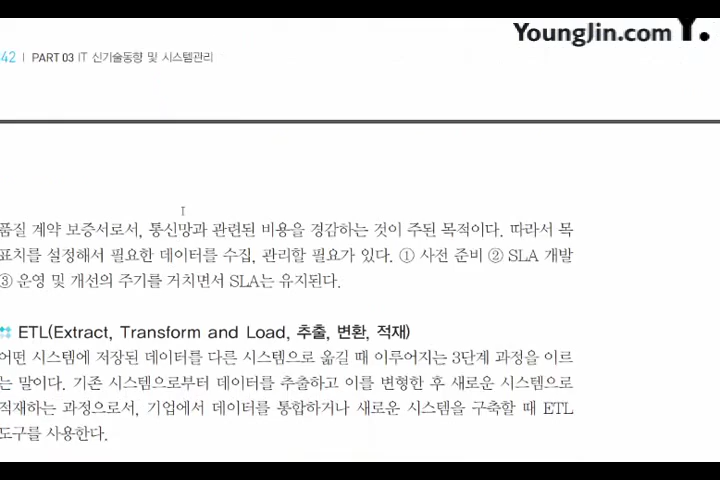 YoungJin.com Y.
42 | PART 03 IT 신기술동향 및 시스템관리
품질 계약 보증서로서, 통신망과 관련된 비용을 경감하는 것이 주된 목적이다. 따라서 목
표치를 설정해서 필요한 데이터를 수집, 관리할 필요가 있다. ① 사전 준비 ② SLA 개발
③ 운영 및 개선의 주기를 거치면서 SLA는 유지된다.
ETL(Extract, Transform and Load, 추출, 변환, 적재)
어떤 시스템에 저장된 데이터를 다른 시스템으로 옮길 때 이루어지는 3단계 과정을 이르
는 말이다. 기존 시스템으로부터 데이터를 추출하고 이를 변형한 후 새로운 시스템으로
적재하는 과정으로서, 기업에서 데이터를 통합하거나 새로운 시스템을 구축할 때 ETL
도구를 사용한다.